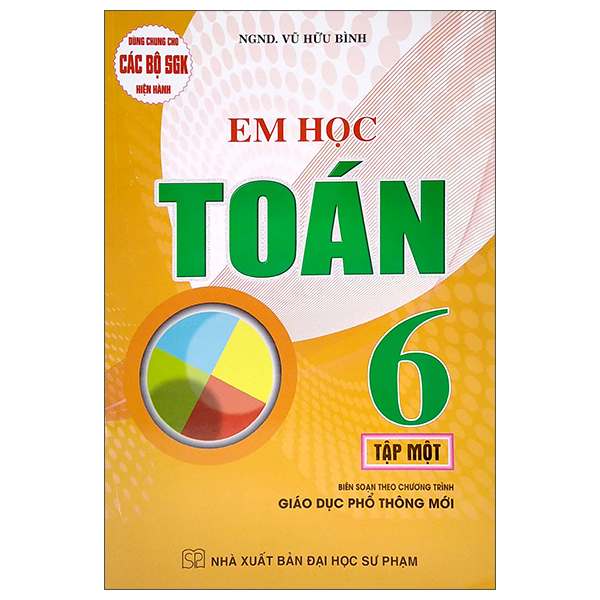 NGND. VŨ HỮU BÌNH
DÙNG CHUNG CHO
CÁC BỘ SGK
HIỆN HÀNH
EM HỌC
TOÁN
6
TẬP MỘT
BIÊN SOẠN THEO CHƯƠNG TRÌNH
GIÁO DỤC PHỔ THÔNG MỚI
SP
NHÀ XUẤT BẢN ĐẠI HỌC SƯ PHẠM